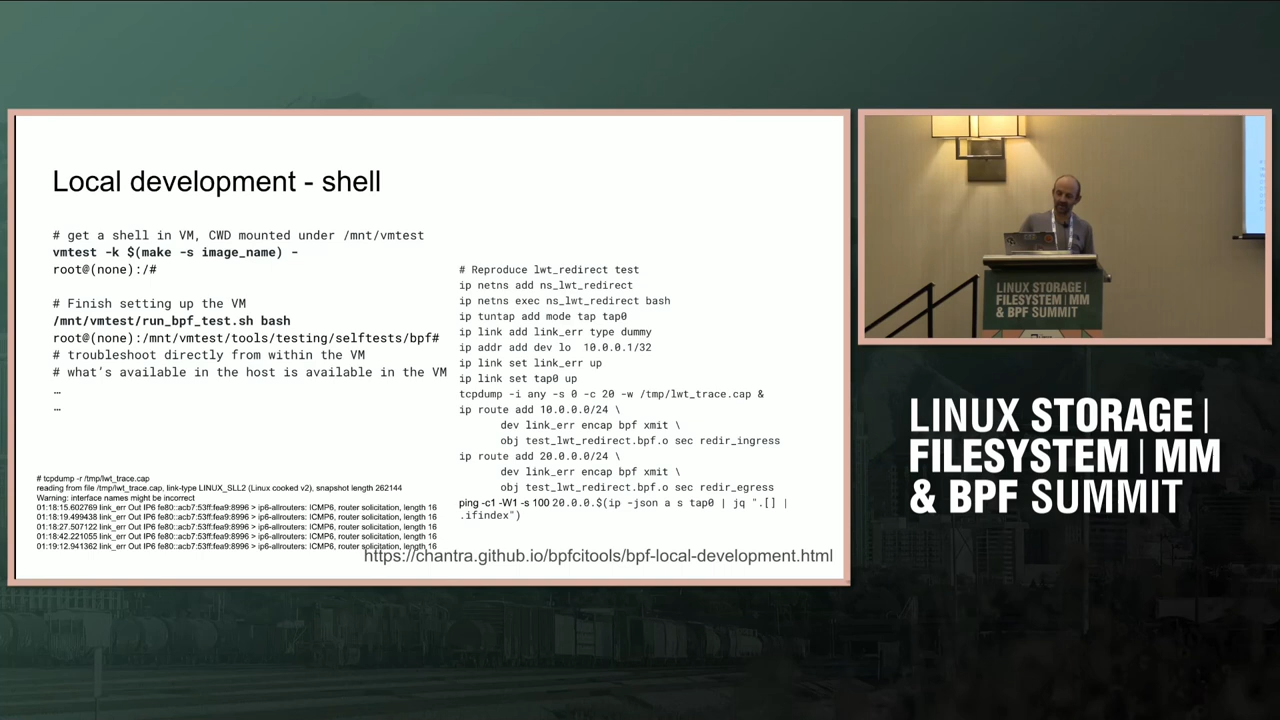 Local development - shell
# get a shell in VM, CWD mounted under /mnt/vmtest
vmtest -k $(make -s image_name) -
root@(none):/#
# Finish setting up the VM
/mnt/vmtest/run_bpf_test.sh bash
root@(none):/mnt/vmtest/tools/testing/selftests/bpf#
# troubleshoot directly from within the VM
# what's available in the host is available in the VM
…
…
# Reproduce lwt_redirect test
ip netns add ns_lwt_redirect
ip netns exec ns_lwt_redirect bash
ip tuntap add mode tap tap0
ip link add link_err type dummy
ip addr add dev lo  10.0.0.1/32
ip link set link_err up
ip link set tap0 up
tcpdump -i any -s 0 -c 20 -w /tmp/lwt_trace.cap &
ip route add 10.0.0.0/24 \
dev link_err encap bpf xmit \
obj test_lwt_redirect.bpf.o sec redir_ingress
ip route add 20.0.0.0/24 \
dev link_err encap bpf xmit \
obj test_lwt_redirect.bpf.o sec redir_egress
ping -c1 -W1 -s 100 20.0.0.$(ip -json a s tap0 | jq ".[] |
.ifindex")
# tcpdump -r /tmp/lwt_trace.cap
reading from file /tmp/lwt_trace.cap, link-type LINUX_SLL2 (Linux cooked v2), snapshot length 262144
Warning: interface names might be incorrect
01:18:15.602769 link_err Out IP6 fe80::acb7:53ff:fea9:8996 > ip6-allrouters: ICMP6, router solicitation, length 16
01:18:19.499438 link_err Out IP6 fe80::acb7:53ff:fea9:8996 > ip6-allrouters: ICMP6, router solicitation, length 16
01:18:27.507122 link_err Out IP6 fe80::acb7:53ff:fea9:8996 > ip6-allrouters: ICMP6, router solicitation, length 16
01:18:42.221055 link_err Out IP6 fe80::acb7:53ff:fea9:8996 > ip6-allrouters: ICMP6, router solicitation, length 16
01:19:12.941362 link_err Out IP6 fe80::acb7:53ff:fea9:8996 > ip6-allrouters: ICMP6, router solicitation, length 16
https://chantra.github.io/bpfcitools/bpf-local-development.html
LINUX STORAGE |
FILESYSTEM | MM
& BPF SUMMIT
LINUX STORAGE |
FILESYSTEM | MM
& BPF SUMMIT